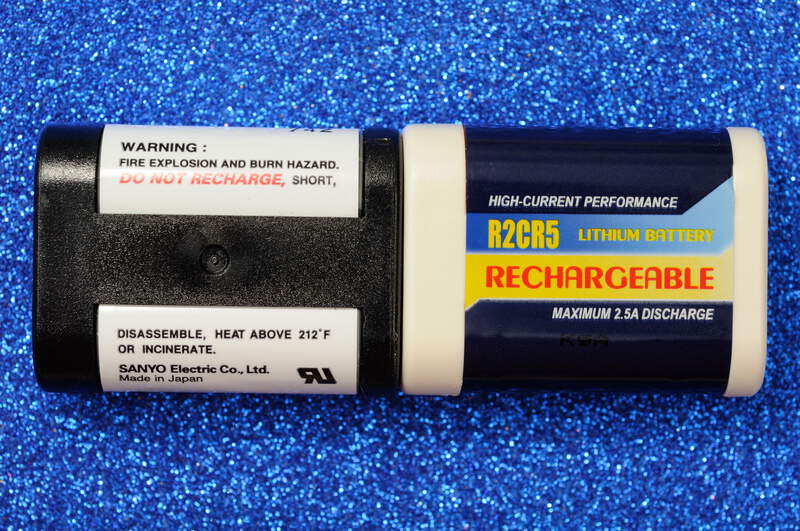 WARNING :
FIRE EXPLOSION AND BURN HAZARD.
DO NOT RECHARGE, SHORT,
DISASSEMBLE, HEAT ABOVE 212°F
OR INCINERATE.
SANYO Electric Co., Ltd.
Made in Japan
HIGH-CURRENT PERFORMANCE
R2CR5 LITHIUM BATTERY
RECHARGEABLE
MAXIMUM 2.5A DISCHARGE